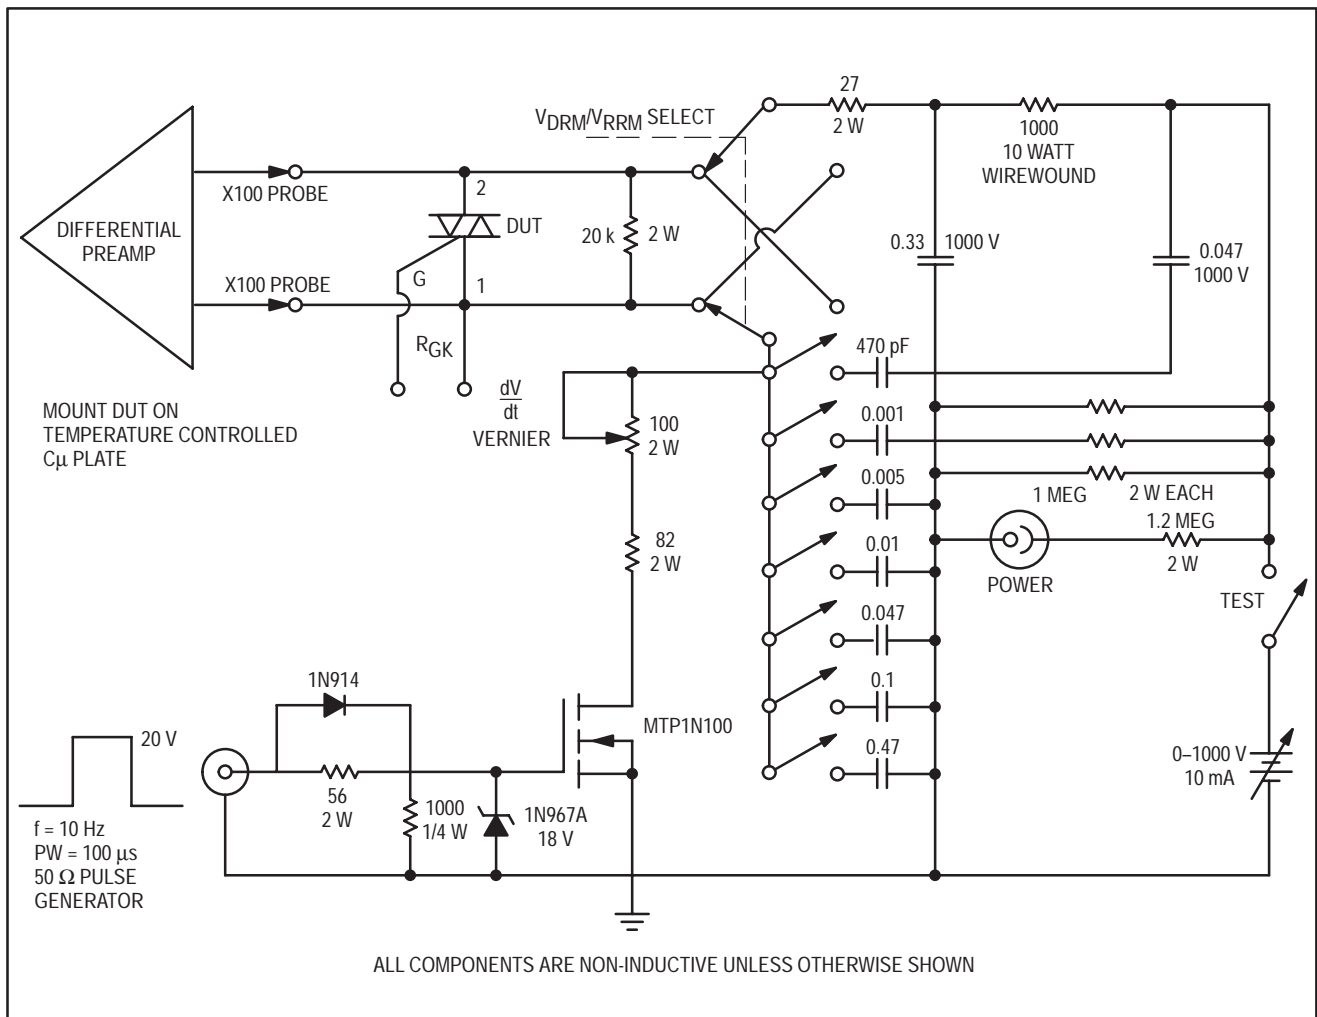 27
2 W
V_DRM/V_RRM SELECT
1000
10 WATT
WIREWOUND
X100 PROBE
2
DIFFERENTIAL
PREAMP
DUT
20 k
2 W
0.33
1000 V
0.047
1000 V
X100 PROBE
G
1
R_GK
470 pF
MOUNT DUT ON
TEMPERATURE CONTROLLED
Cμ PLATE
dV
dt
VERNIER
100
2 W
0.001
0.005
1 MEG
2 W EACH
82
2 W
0.01
POWER
1.2 MEG
2 W
TEST
0.047
1N914
0.1
MTP1N100
20 V
0.47
0–1000 V
10 mA
56
2 W
1000
1/4 W
1N967A
18 V
f = 10 Hz
PW = 100 μs
50 Ω PULSE
GENERATOR
ALL COMPONENTS ARE NON-INDUCTIVE UNLESS OTHERWISE SHOWN